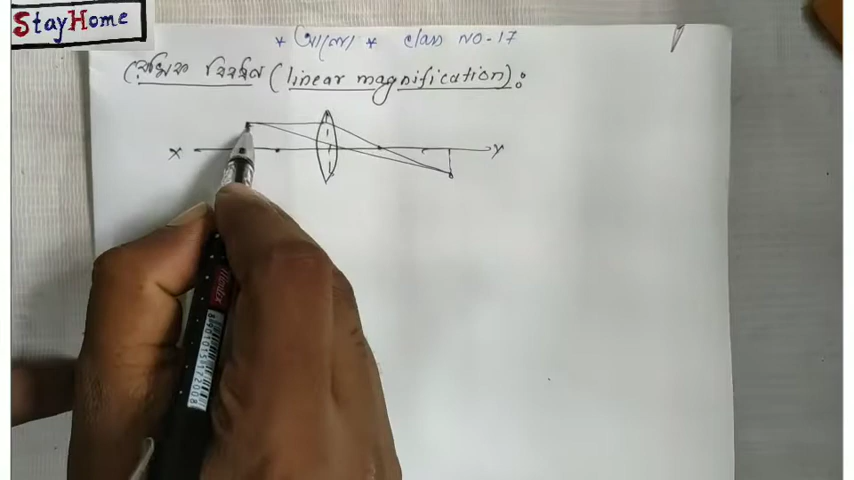 StayHome
* আলো * class NO-17
রৈখিক বিবর্ধন (linear magnification):
X
Y